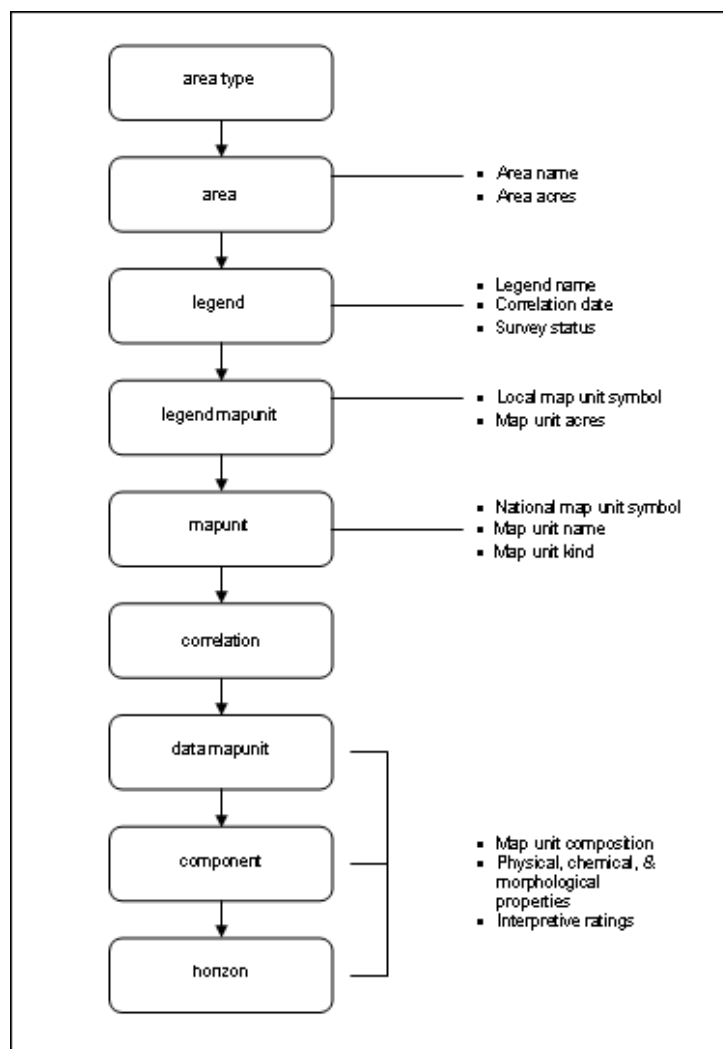 area type
area
▪ Area name
▪ Area acres
legend
▪ Legend name
▪ Correlation date
▪ Survey status
legend mapunit
▪ Local map unit symbol
▪ Map unit acres
mapunit
▪ National map unit symbol
▪ Map unit name
▪ Map unit kind
correlation
data mapunit
component
▪ Map unit composition
▪ Physical, chemical, &
morphological
properties
▪ Interpretive ratings
horizon